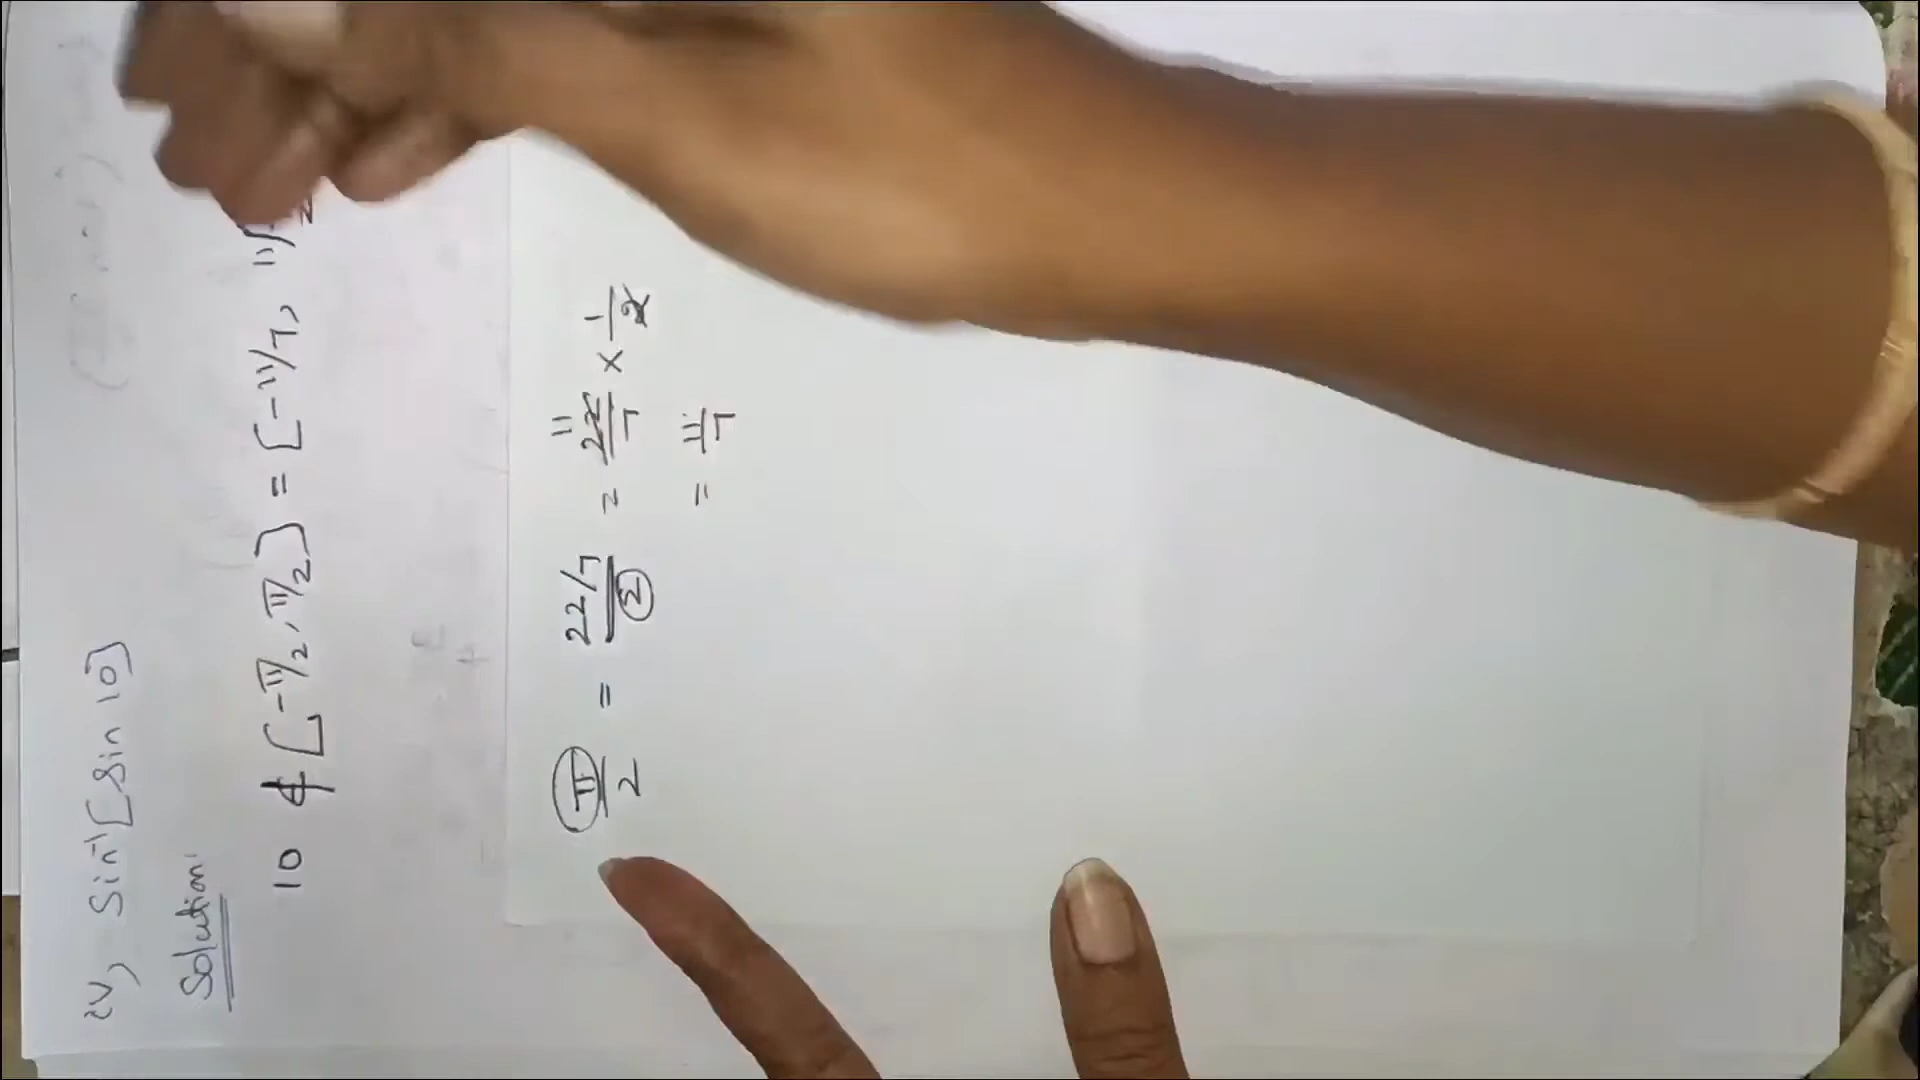 iv) Sin⁻¹[Sin 10]
Solution:
10 ∉ [-π/2, π/2] = [-11/7, 11/
π/2 = 22/7/2 = 22/7 × 1/2
= 11/7